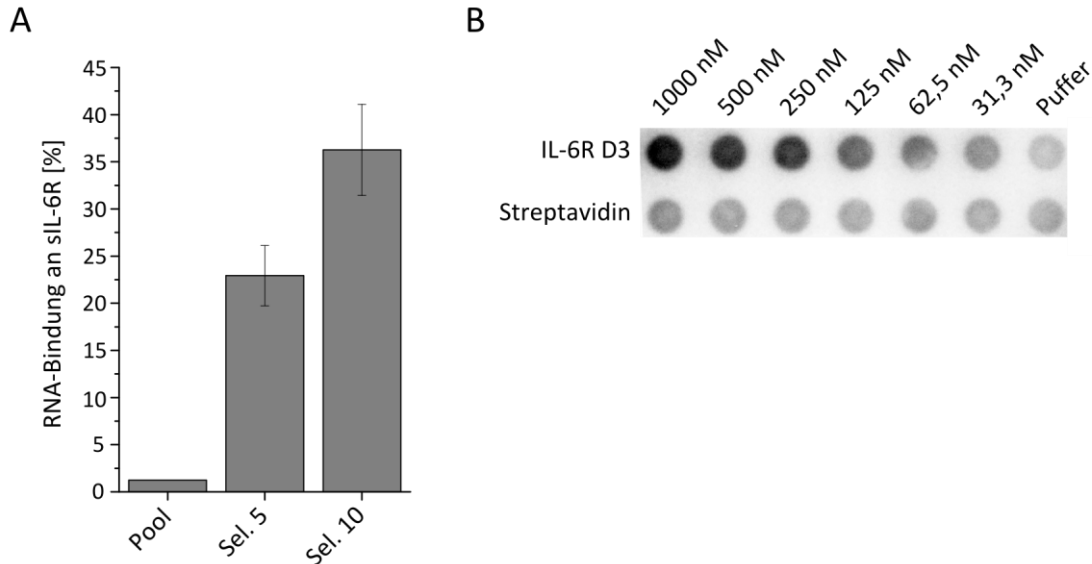 A
RNA-Bindung an sIL-6R [%]
45
40
35
30
25
20
15
10
5
0
Pool
Sel. 5
Sel. 10
B
1000 nM
500 nM
250 nM
125 nM
62,5 nM
31,3 nM
Puffer
IL-6R D3
Streptavidin